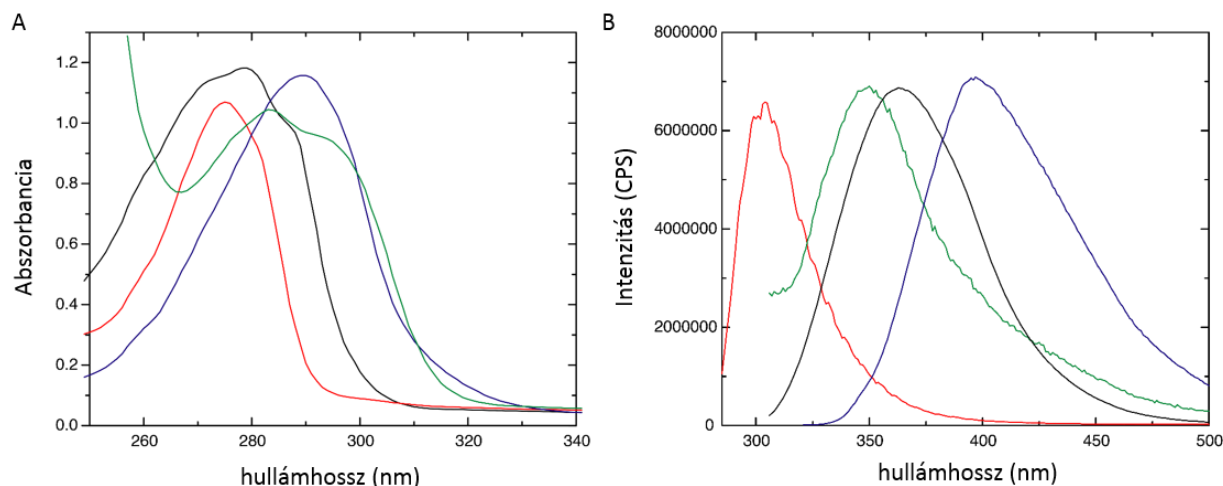 A
Abszorbancia
1.2
1.0
0.8
0.6
0.4
0.2
0.0
260 280 300 320 340
hullámhossz (nm)
B
Intenzitás (CPS)
8000000
6000000
4000000
2000000
0
300 350 400 450 500
hullámhossz (nm)